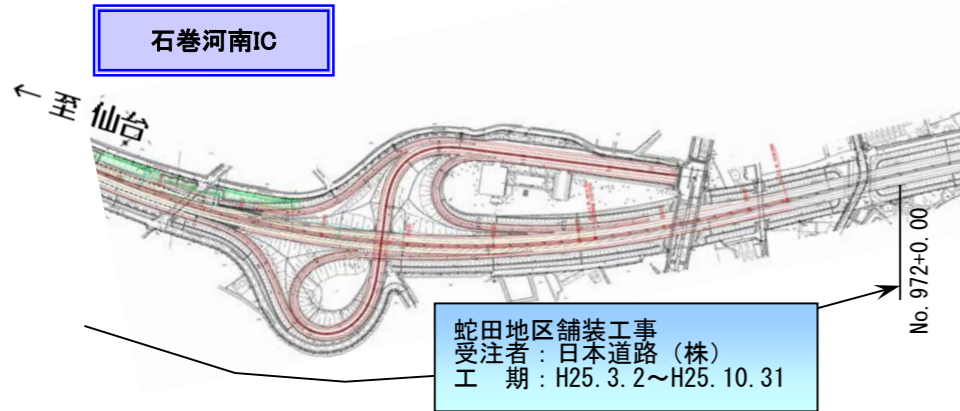 石巻河南IC
← 至 仙台
蛇田地区舗装工事
受注者：日本道路（株）
工　期：H25.3.2～H25.10.31
No. 972+0. 00